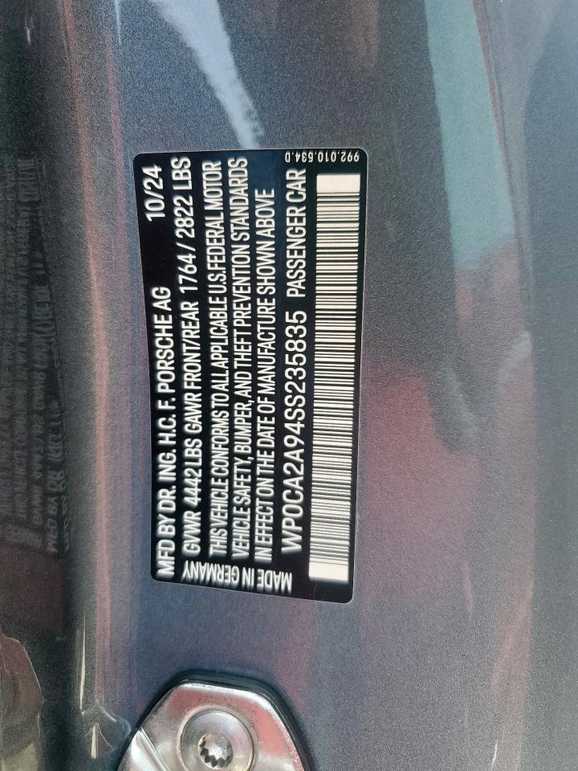 MFD BY DR. ING. H.C. F. PORSCHE AG 10/24
GVWR 4442 LBS GAWR FRONT/REAR 1764 / 2822 LBS
THIS VEHICLE CONFORMS TO ALL APPLICABLE U.S. FEDERAL MOTOR
VEHICLE SAFETY, BUMPER, AND THEFT PREVENTION STANDARDS
IN EFFECT ON THE DATE OF MANUFACTURE SHOWN ABOVE
WP0CA2A94SS235835 PASSENGER CAR
MADE IN GERMANY
992.010.534.D